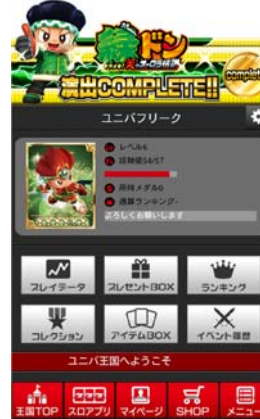 緑ドン
演出COMPLETE!!
complete
ユニバフリーク
レベル6
経験値54/57
所持メダル0
通算ランキング-
よろしくお願いします
プレイデータ
プレゼントBOX
ランキング
コレクション
アイテムBOX
イベント履歴
ユニバ王国へようこそ
王国TOP
スロアプリ
マイページ
SHOP
メニュー